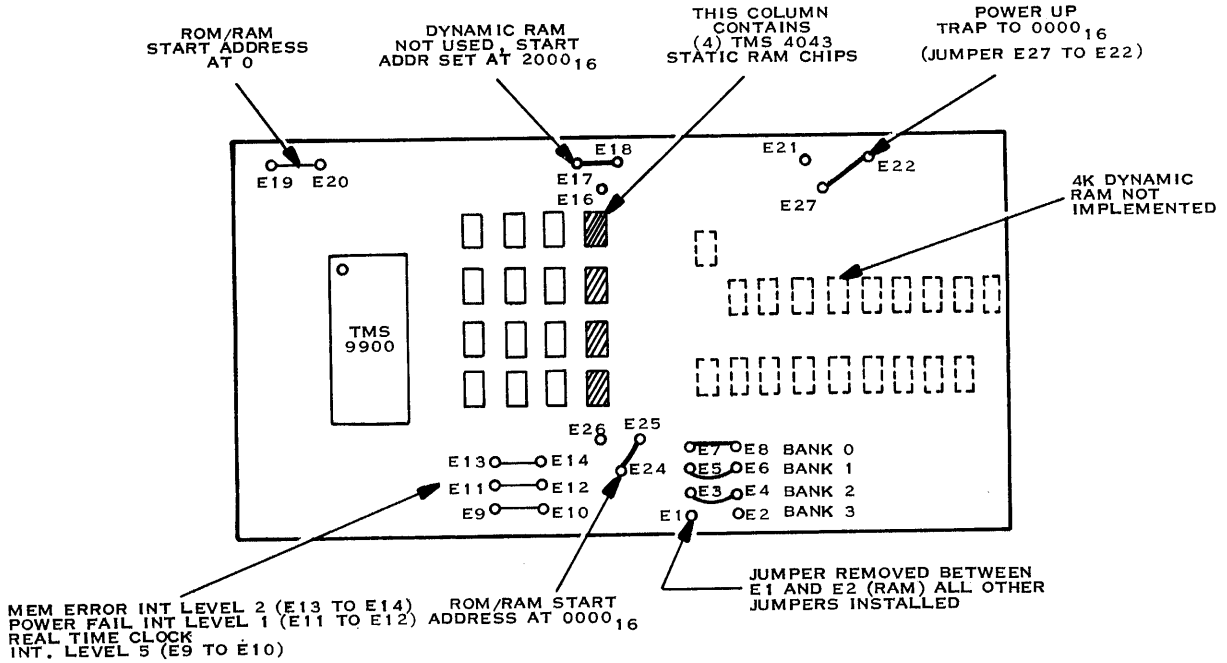 ROM/RAM
START ADDRESS
AT 0
DYNAMIC RAM
NOT USED, START
ADDR SET AT 2000₁₆
THIS COLUMN
CONTAINS
(4) TMS 4043
STATIC RAM CHIPS
POWER UP
TRAP TO 0000₁₆
(JUMPER E27 TO E22)
E19 E20
E18
E17
E16
E21
E22
E27
4K DYNAMIC
RAM NOT
IMPLEMENTED
TMS
9900
E26 E25
E24
E13 E14
E11 E12
E9 E10
E7 E8 BANK 0
E5 E6 BANK 1
E3 E4 BANK 2
E1 E2 BANK 3
MEM ERROR INT LEVEL 2 (E13 TO E14)
POWER FAIL INT LEVEL 1 (E11 TO E12)
REAL TIME CLOCK
INT. LEVEL 5 (E9 TO E10)
ROM/RAM START
ADDRESS AT 0000₁₆
JUMPER REMOVED BETWEEN
E1 AND E2 (RAM) ALL OTHER
JUMPERS INSTALLED